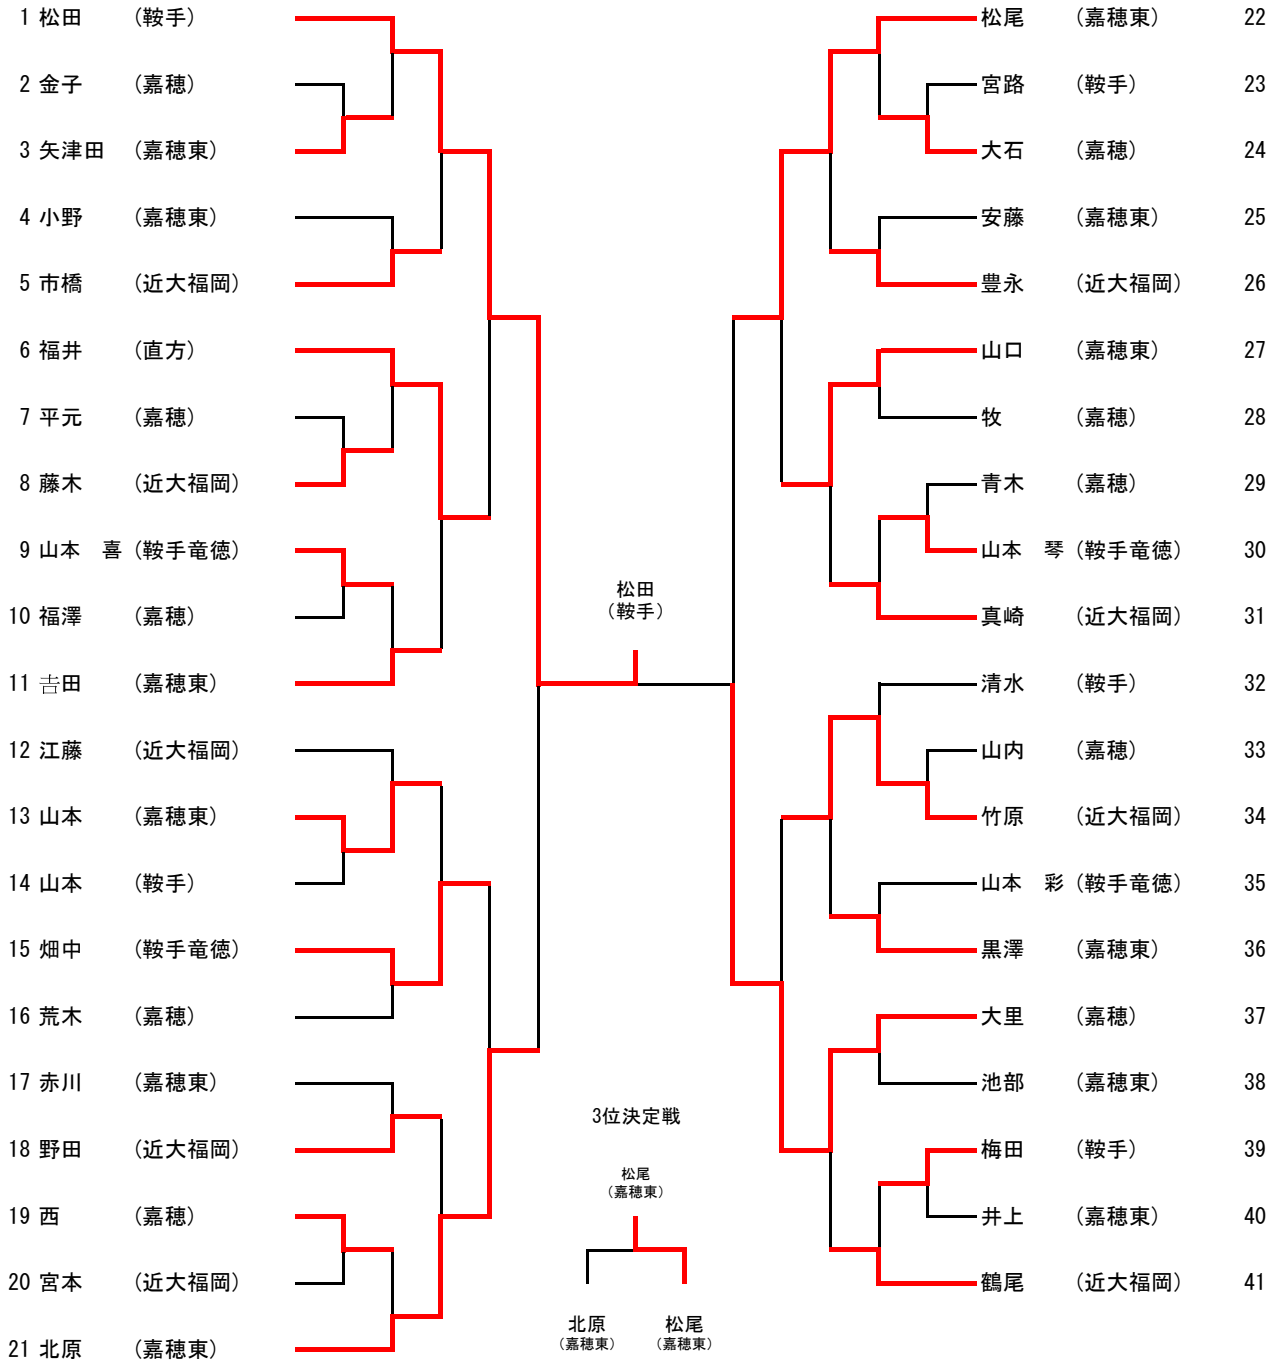 1 松田 (鞍手)
2 金子 (嘉穂)
3 矢津田 (嘉穂東)
4 小野 (嘉穂東)
5 市橋 (近大福岡)
6 福井 (直方)
7 平元 (嘉穂)
8 藤木 (近大福岡)
9 山本　喜 (鞍手竜徳)
10 福澤 (嘉穂)
11 𠮷田 (嘉穂東)
12 江藤 (近大福岡)
13 山本 (嘉穂東)
14 山本 (鞍手)
15 畑中 (鞍手竜徳)
16 荒木 (嘉穂)
17 赤川 (嘉穂東)
18 野田 (近大福岡)
19 西 (嘉穂)
20 宮本 (近大福岡)
21 北原 (嘉穂東)
松田
(鞍手)
3位決定戦
松尾
(嘉穂東)
北原 松尾
(嘉穂東) (嘉穂東)
松尾 (嘉穂東) 22
宮路 (鞍手) 23
大石 (嘉穂) 24
安藤 (嘉穂東) 25
豊永 (近大福岡) 26
山口 (嘉穂東) 27
牧 (嘉穂) 28
青木 (嘉穂) 29
山本　琴 (鞍手竜徳) 30
真崎 (近大福岡) 31
清水 (鞍手) 32
山内 (嘉穂) 33
竹原 (近大福岡) 34
山本　彩 (鞍手竜徳) 35
黒澤 (嘉穂東) 36
大里 (嘉穂) 37
池部 (嘉穂東) 38
梅田 (鞍手) 39
井上 (嘉穂東) 40
鶴尾 (近大福岡) 41